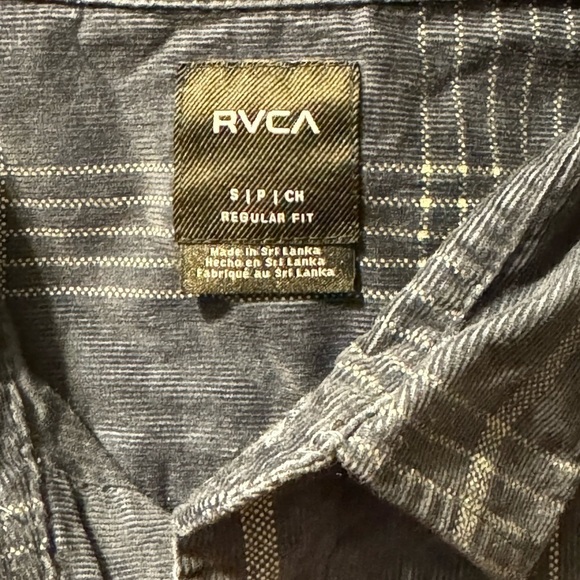 RVCA
S | P | CH
REGULAR FIT
Made in Sri Lanka
Hecho en Sri Lanka
Fabriqué au Sri Lanka